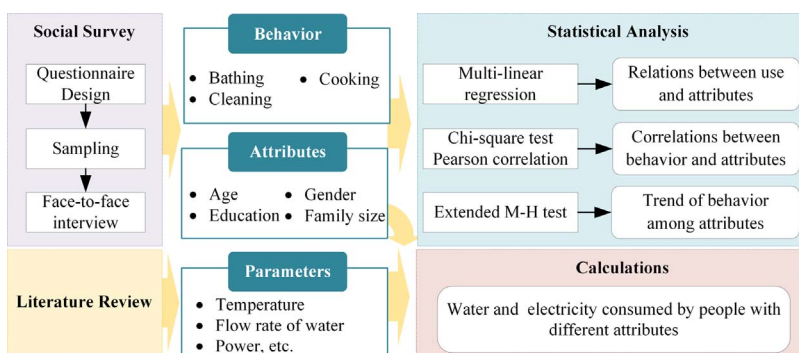 Social Survey
Questionnaire
Design
Sampling
Face-to-face
interview
Literature Review
Behavior
• Bathing • Cooking
• Cleaning
Attributes
• Age • Gender
• Education • Family size
Parameters
• Temperature
• Flow rate of water
• Power, etc.
Statistical Analysis
Multi-linear
regression
Relations between use
and attributes
Chi-square test
Pearson correlation
Correlations between
behavior and attributes
Extended M-H test
Trend of behavior
among attributes
Calculations
Water and electricity consumed by people with
different attributes